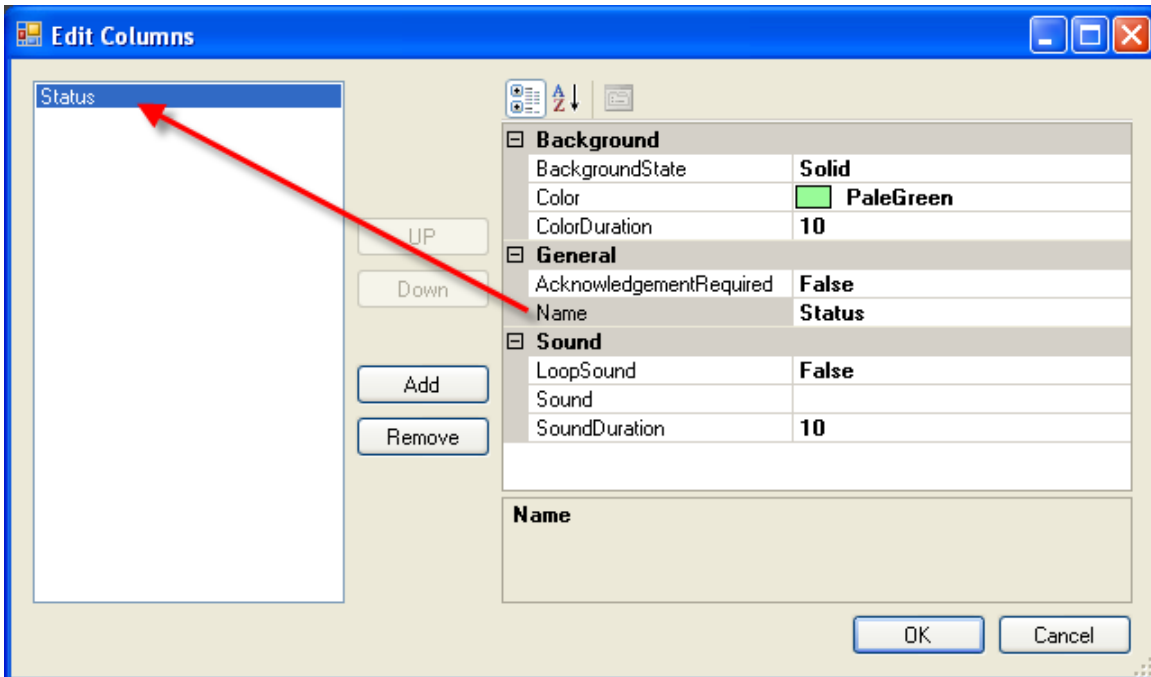 Edit Columns
Status
A Z
Background
BackgroundState Solid
Color PaleGreen
ColorDuration 10
General
AcknowledgementRequired False
Name Status
Sound
LoopSound False
Sound
SoundDuration 10
UP
Down
Add
Remove
Name
OK Cancel